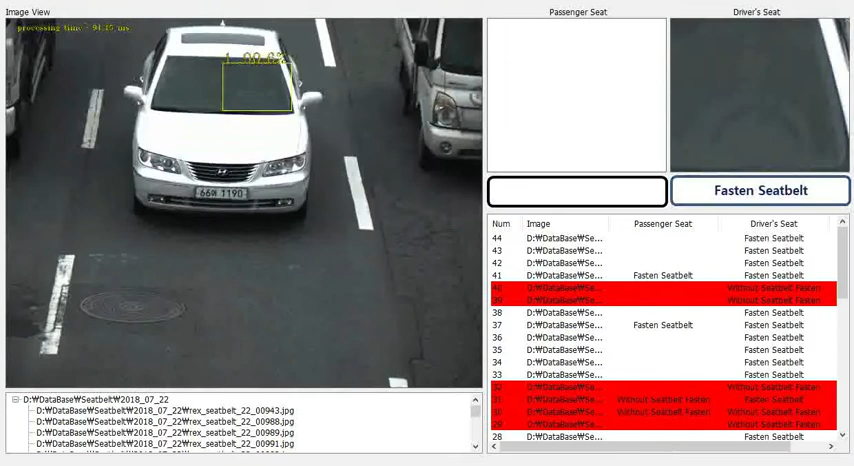 Image View
processing time : 94.15 ms
66머 1190
D:₩DataBase₩Seatbelt₩2018_07_22
D:₩DataBase₩Seatbelt₩2018_07_22₩rex_seatbelt_22_00943.jpg
D:₩DataBase₩Seatbelt₩2018_07_22₩rex_seatbelt_22_00988.jpg
D:₩DataBase₩Seatbelt₩2018_07_22₩rex_seatbelt_22_00989.jpg
D:₩DataBase₩Seatbelt₩2018_07_22₩rex_seatbelt_22_00991.jpg
Passenger Seat Driver's Seat
Fasten Seatbelt
Num Image Passenger Seat Driver's Seat
44 D:₩DataBase₩Se... Fasten Seatbelt
43 D:₩DataBase₩Se... Fasten Seatbelt
42 D:₩DataBase₩Se... Fasten Seatbelt
41 D:₩DataBase₩Se... Fasten Seatbelt Fasten Seatbelt
40 D:₩DataBase₩Se... Without Seatbelt Fasten
39 D:₩DataBase₩Se... Without Seatbelt Fasten
38 D:₩DataBase₩Se... Fasten Seatbelt
37 D:₩DataBase₩Se... Fasten Seatbelt Fasten Seatbelt
36 D:₩DataBase₩Se... Fasten Seatbelt
35 D:₩DataBase₩Se... Fasten Seatbelt
34 D:₩DataBase₩Se... Fasten Seatbelt
33 D:₩DataBase₩Se... Fasten Seatbelt
32 D:₩DataBase₩Se... Without Seatbelt Fasten
31 D:₩DataBase₩Se... Without Seatbelt Fasten Fasten Seatbelt
30 D:₩DataBase₩Se... Without Seatbelt Fasten Without Seatbelt Fasten
29 D:₩DataBase₩Se... Without Seatbelt Fasten
28 D:₩DataBase₩Se... Fasten Seatbelt